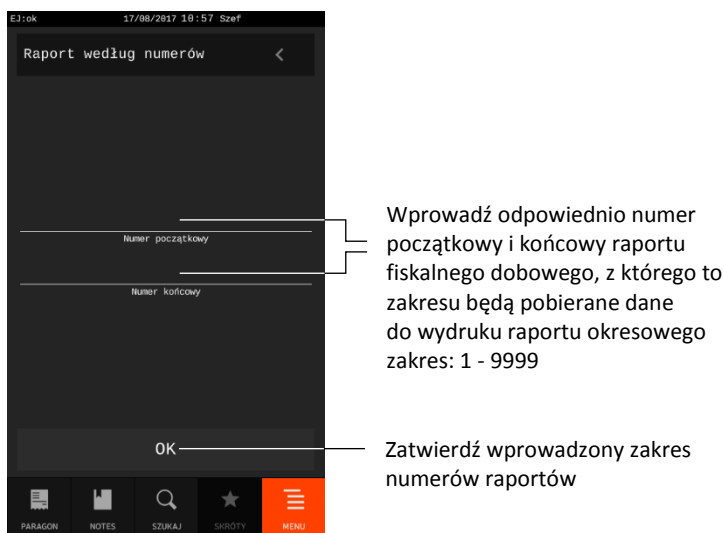 EJ:ok 17/08/2017 10:57 Szef
Raport według numerów
Numer początkowy
Numer końcowy
OK
PARAGON NOTES SZUKAJ SKRÓTY MENU
Wprowadź odpowiednio numer
początkowy i końcowy raportu
fiskalnego dobowego, z którego to
zakresu będą pobierane dane
do wydruku raportu okresowego
zakres: 1 - 9999
Zatwierdź wprowadzony zakres
numerów raportów